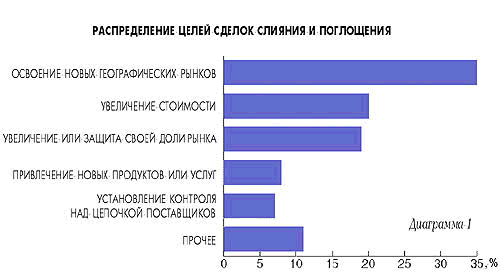 РАСПРЕДЕЛЕНИЕ ЦЕЛЕЙ СДЕЛОК СЛИЯНИЯ И ПОГЛОЩЕНИЯ
ОСВОЕНИЕ НОВЫХ ГЕОГРАФИЧЕСКИХ РЫНКОВ
УВЕЛИЧЕНИЕ СТОИМОСТИ
УВЕЛИЧЕНИЕ ИЛИ ЗАЩИТА СВОЕЙ ДОЛИ РЫНКА
ПРИВЛЕЧЕНИЕ НОВЫХ ПРОДУКТОВ ИЛИ УСЛУГ
УСТАНОВЛЕНИЕ КОНТРОЛЯ
НАД ЦЕПОЧКОЙ ПОСТАВЩИКОВ
ПРОЧЕЕ
Диаграмма 1
0 5 10 15 20 25 30 35,%